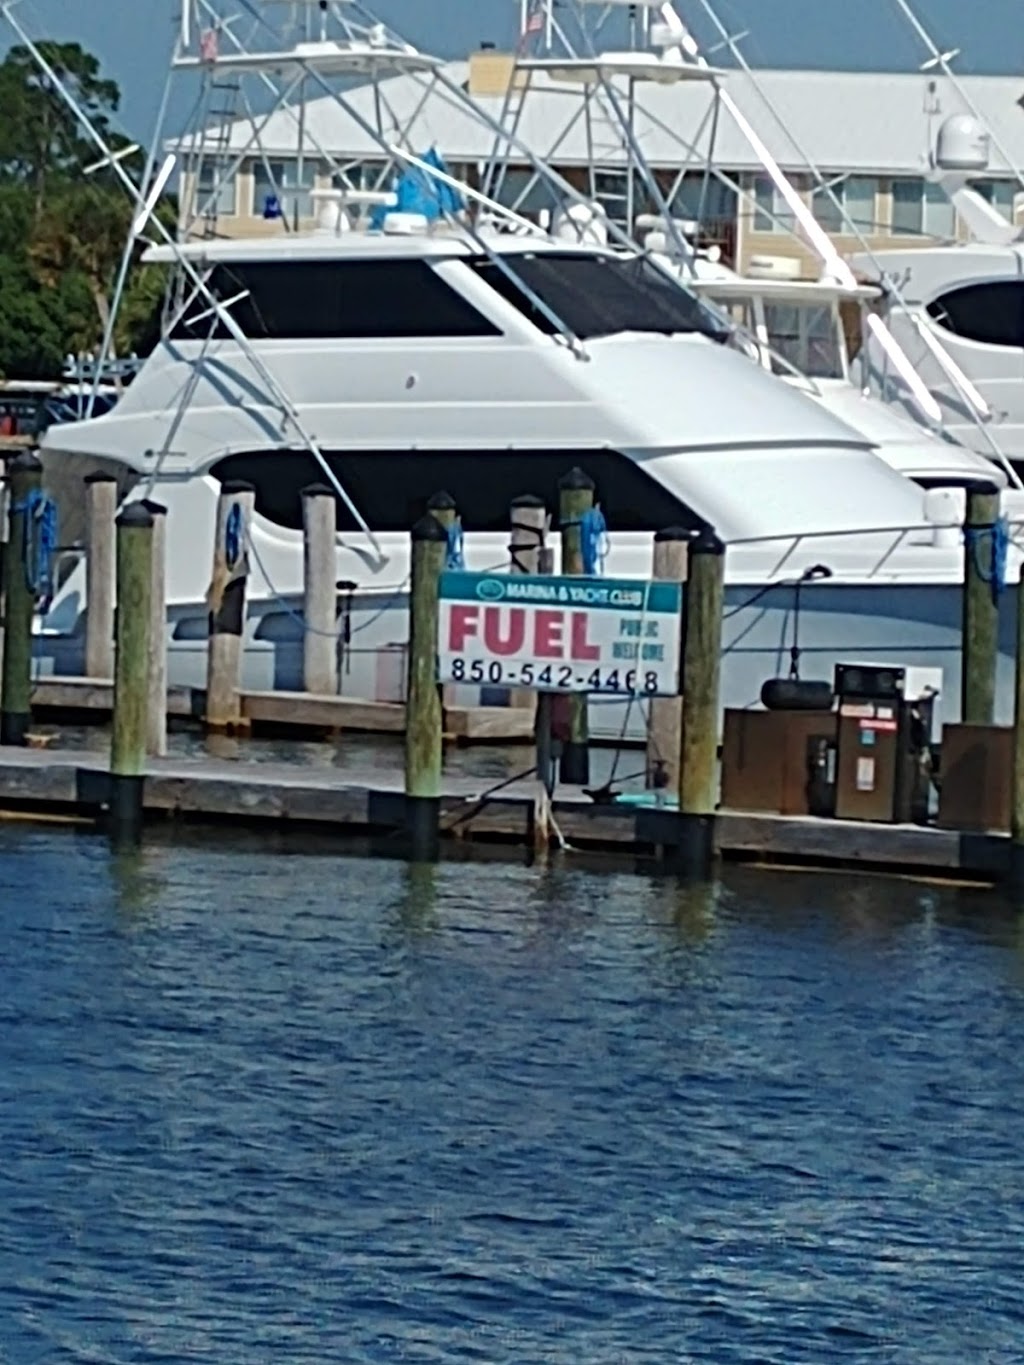 MARINA & YACHT CLUB
FUEL
PUBLIC
WELCOME
850-542-4468